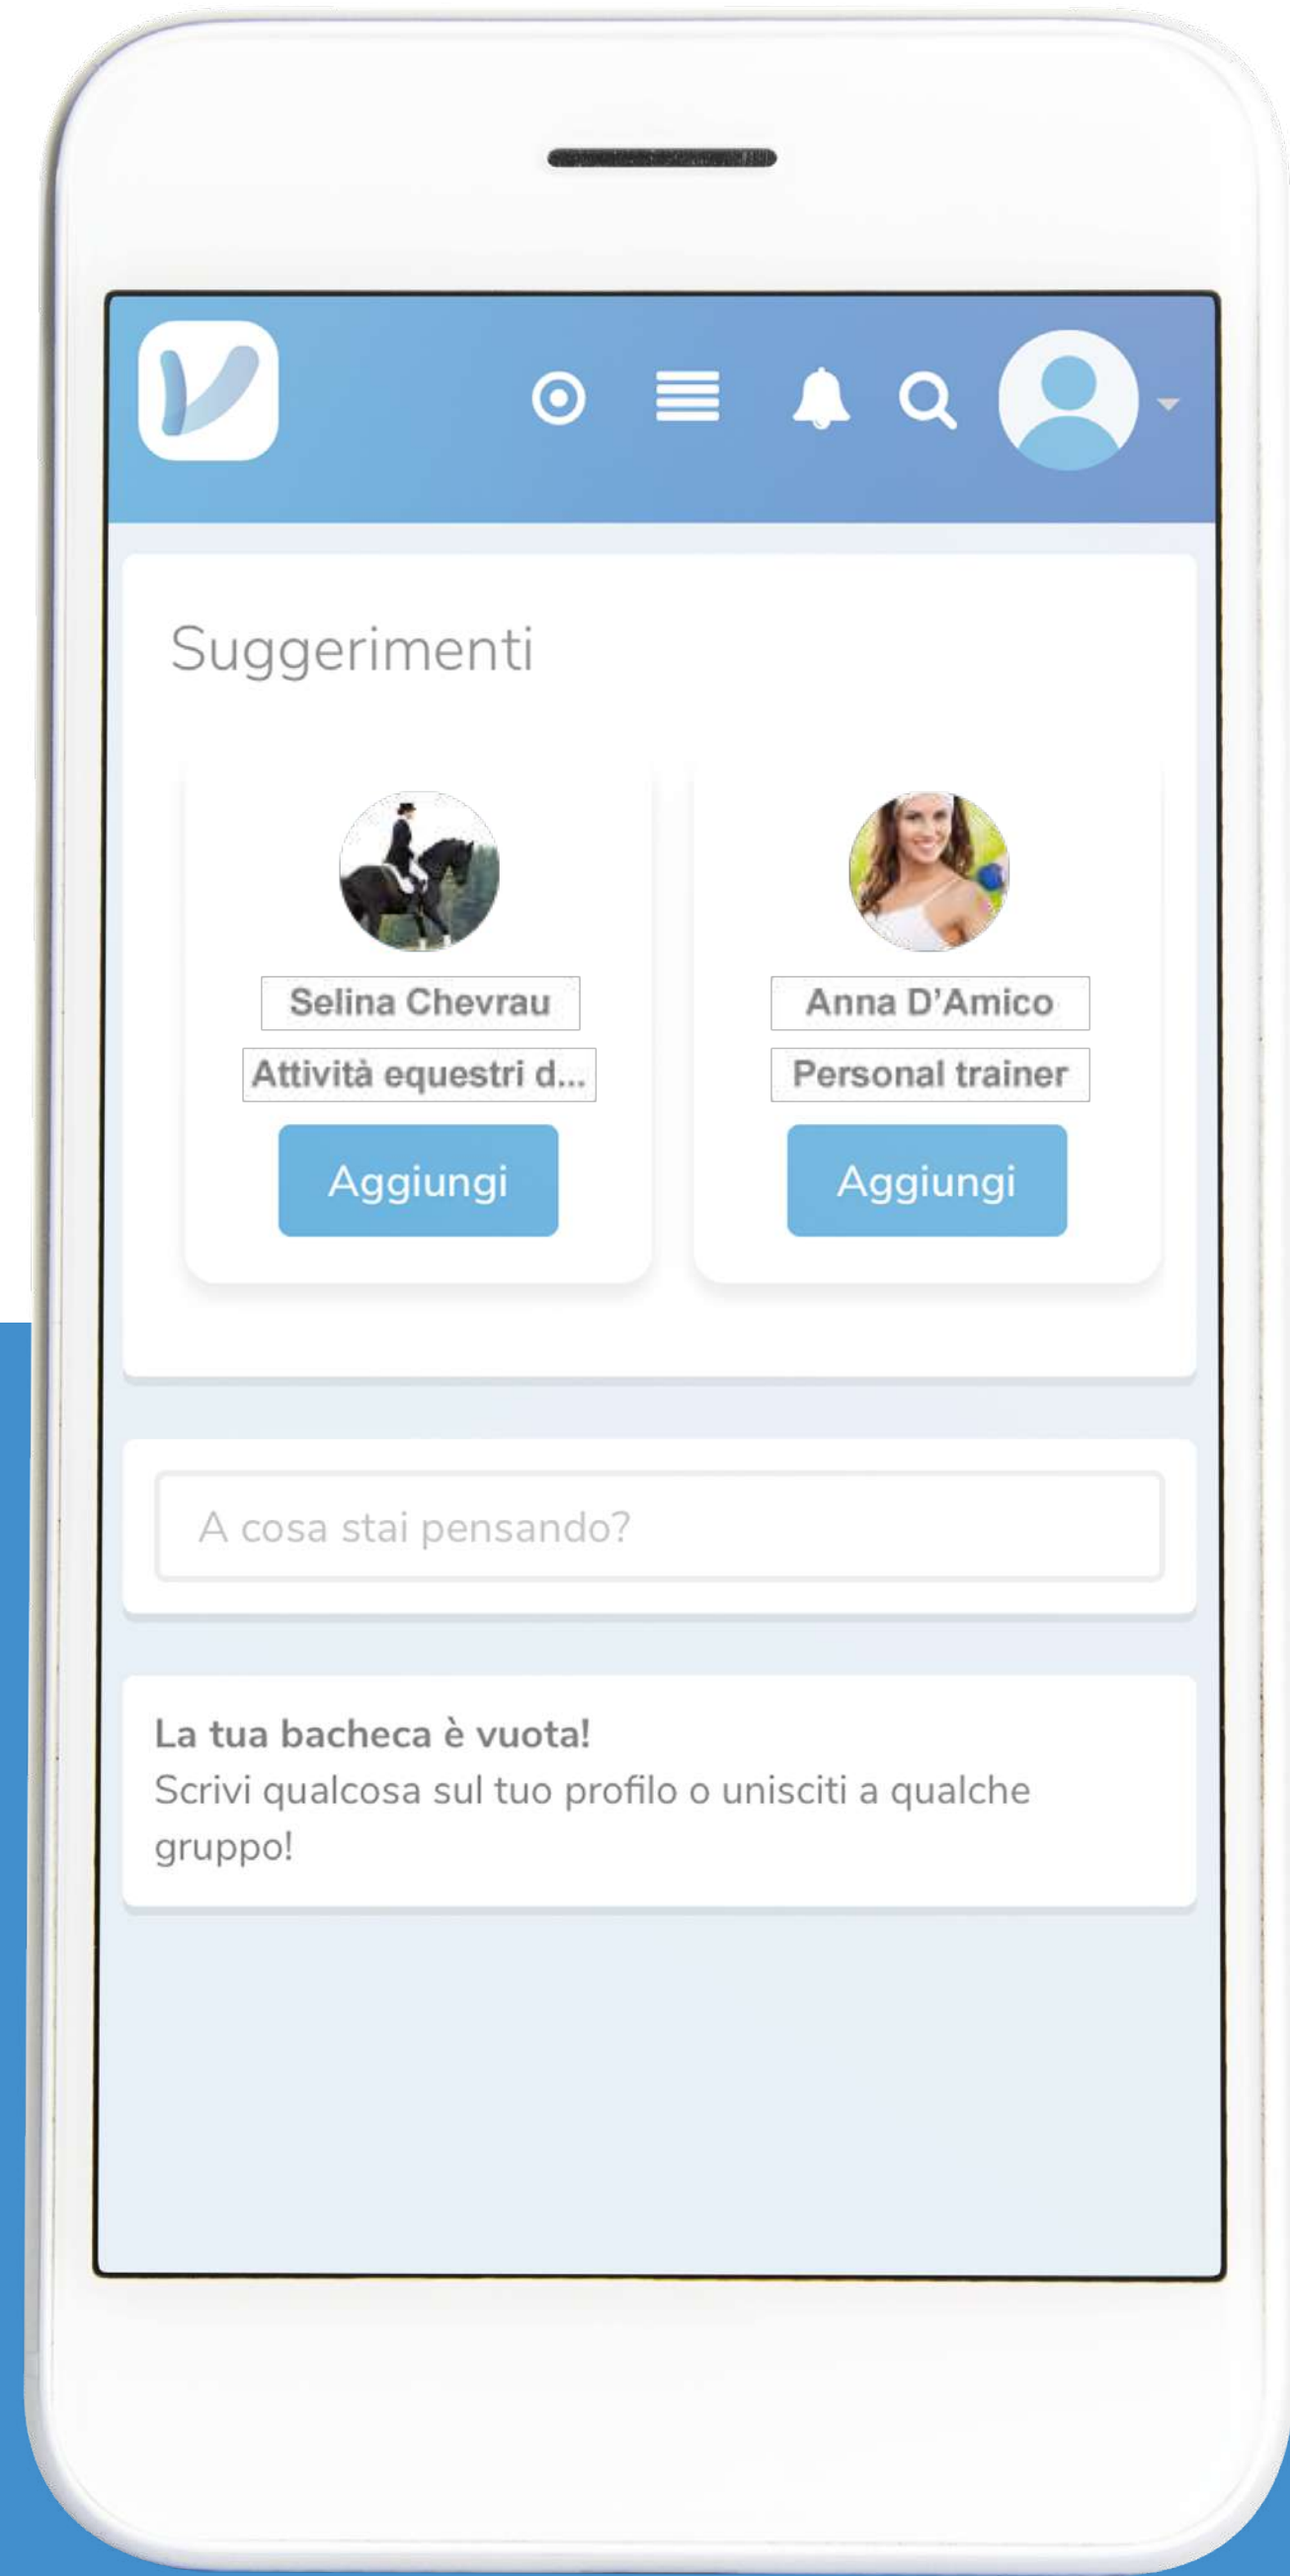 Suggerimenti
Selina Chevrau
Attività equestri d...
Aggiungi
Anna D’Amico
Personal trainer
Aggiungi
A cosa stai pensando?
La tua bacheca è vuota!
Scrivi qualcosa sul tuo profilo o unisciti a qualche
gruppo!